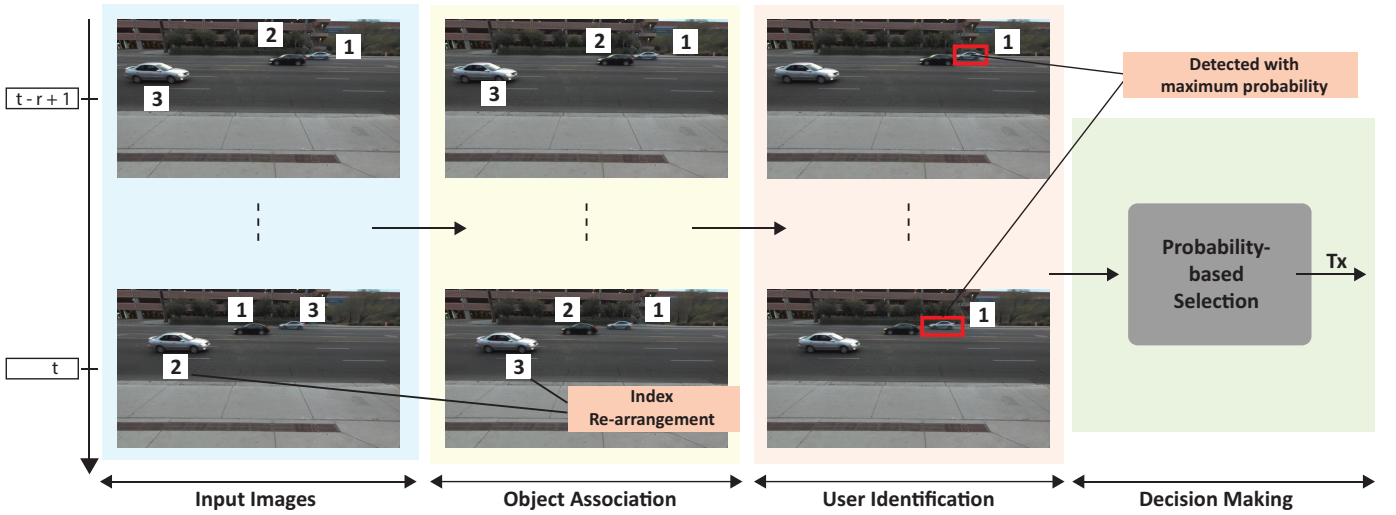 2
1
3
2
1
3
1
Detected with
maximum probability
t - r + 1
Probability-
based
Selection
Tx
1
3
2
2
1
3
1
t
Index
Re-arrangement
Input Images
Object Association
User Identification
Decision Making